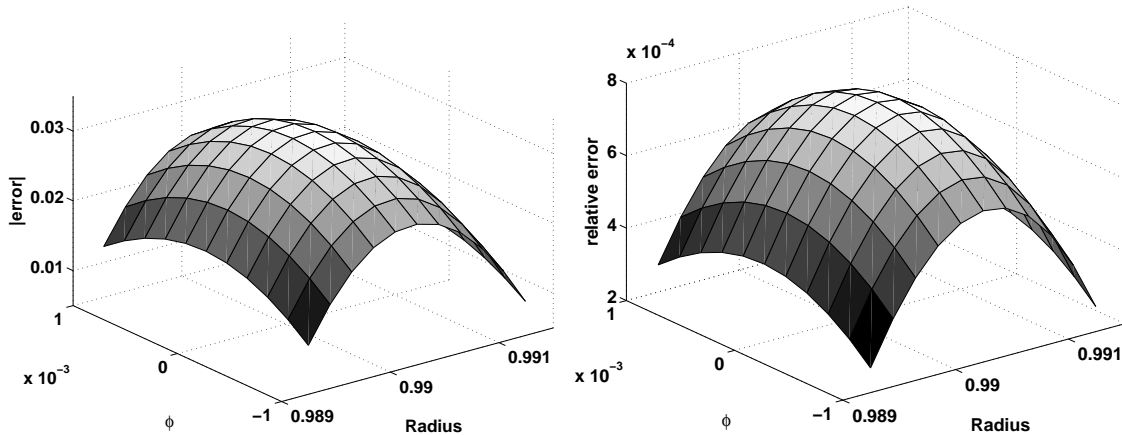 |error|
0.03
0.02
0.01
1
0
−1
x 10−3
ϕ
0.989
0.99
0.991
Radius
x 10−4
relative error
8
6
4
2
1
0
−1
x 10−3
ϕ
0.989
0.99
0.991
Radius